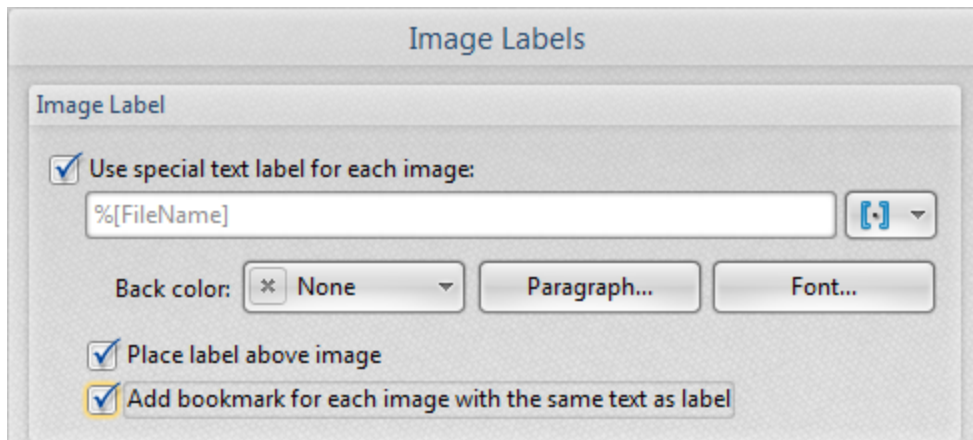 Image Labels
Image Label
Use special text label for each image:
%[FileName]
Back color: None Paragraph... Font...
Place label above image
Add bookmark for each image with the same text as label